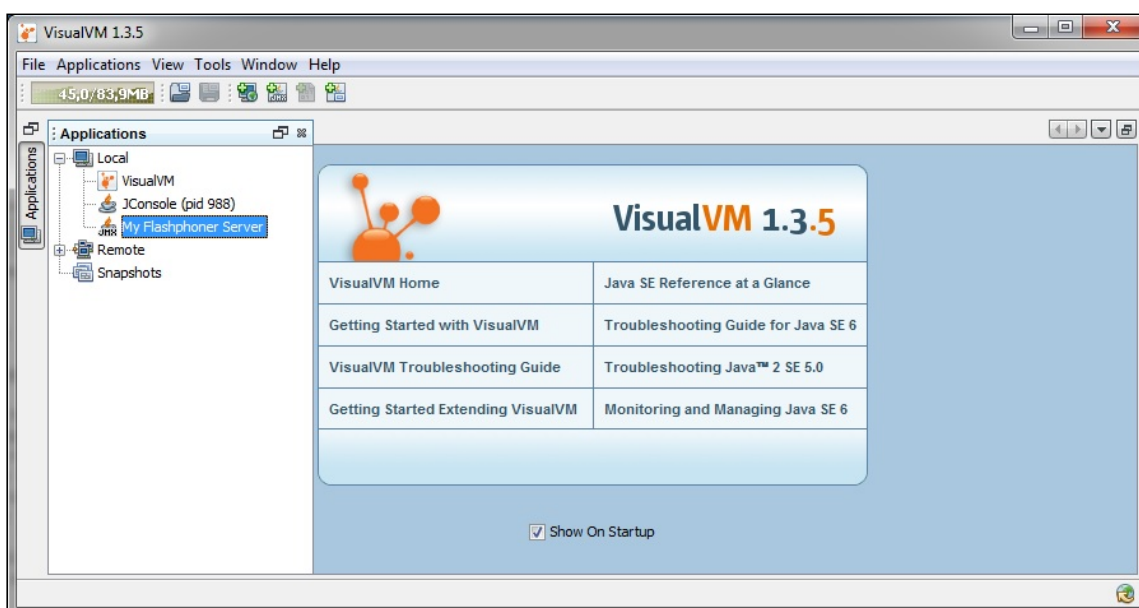 VisualVM 1.3.5
File Applications View Tools Window Help
45,0/83,9MB
Applications
Applications
Local
VisualVM
JConsole (pid 988)
JMX My Flashphoner Server
Remote
Snapshots
VisualVM 1.3.5
VisualVM Home
Java SE Reference at a Glance
Getting Started with VisualVM
Troubleshooting Guide for Java SE 6
VisualVM Troubleshooting Guide
Troubleshooting Java™ 2 SE 5.0
Getting Started Extending VisualVM
Monitoring and Managing Java SE 6
Show On Startup